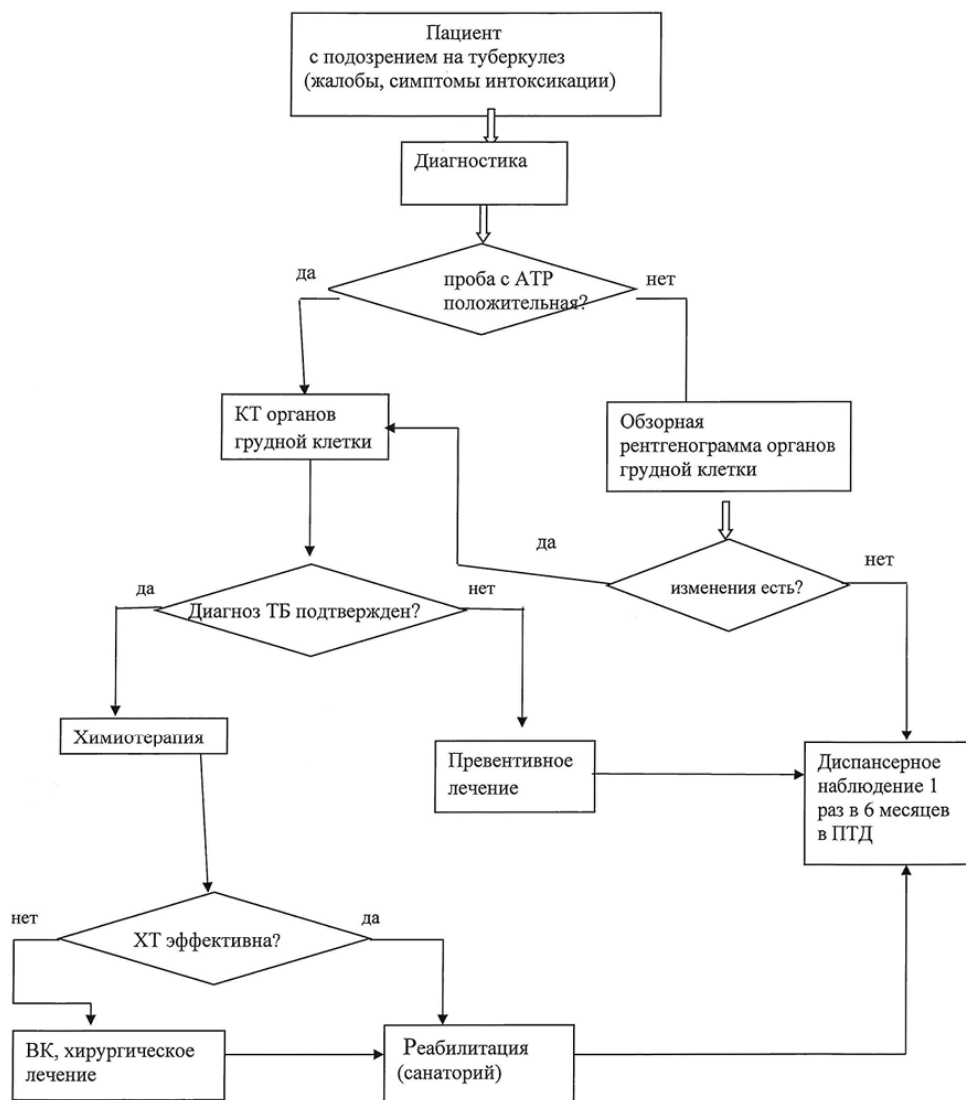 Пациент
с подозрением на туберкулез
(жалобы, симптомы интоксикации)
Диагностика
да
проба с АТР
положительная?
нет
КТ органов
грудной клетки
Обзорная
рентгенограмма органов
грудной клетки
да
изменения есть?
нет
да
Диагноз ТБ подтвержден?
нет
Химиотерапия
Превентивное
лечение
Диспансерное
наблюдение 1
раз в 6 месяцев
в ПТД
нет
ХТ эффективна?
да
ВК, хирургическое
лечение
Реабилитация
(санаторий)